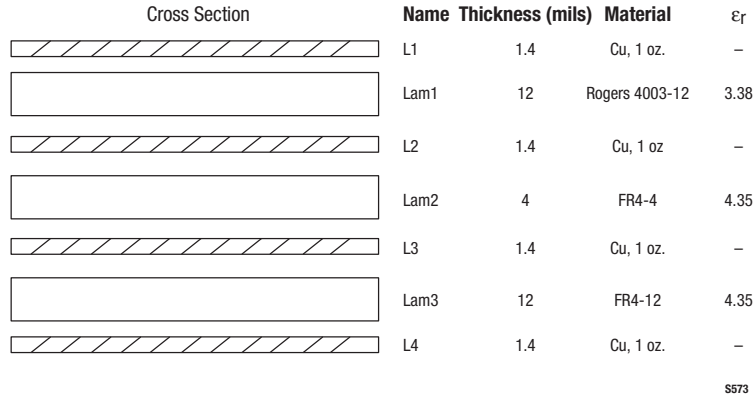 Cross Section Name Thickness (mils) Material εr
L1 1.4 Cu, 1 oz. –
Lam1 12 Rogers 4003-12 3.38
L2 1.4 Cu, 1 oz –
Lam2 4 FR4-4 4.35
L3 1.4 Cu, 1 oz. –
Lam3 12 FR4-12 4.35
L4 1.4 Cu, 1 oz. –
S573